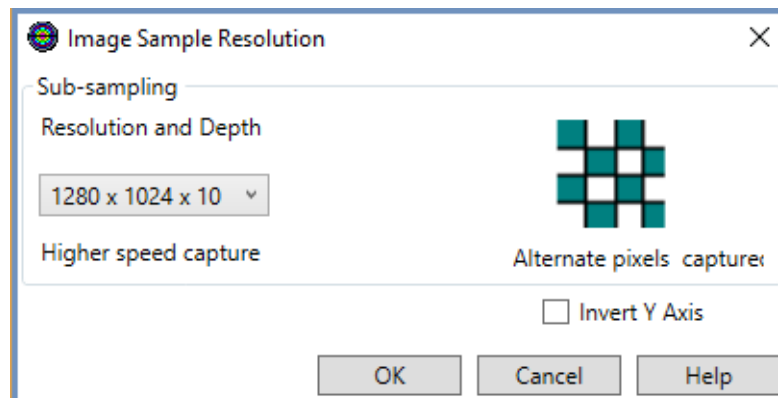 Image Sample Resolution
Sub-sampling
Resolution and Depth
1280 x 1024 x 10
Higher speed capture
Alternate pixels captured
Invert Y Axis
OK Cancel Help